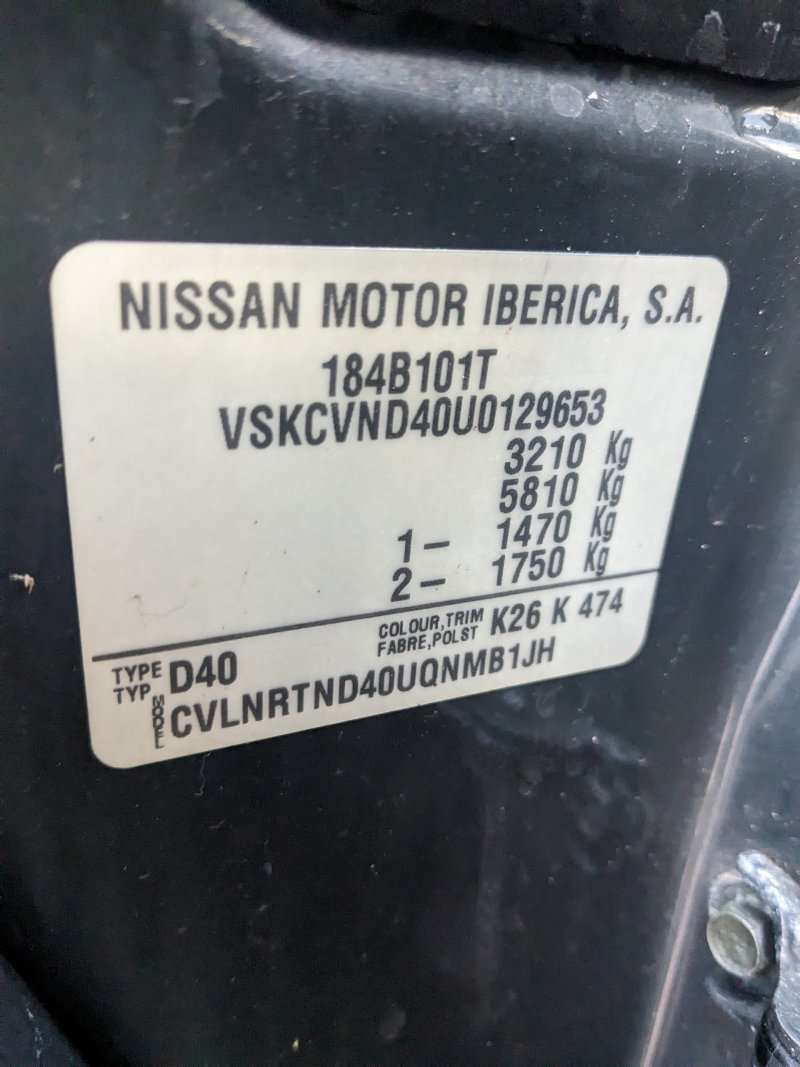 NISSAN MOTOR IBERICA, S.A.
184B101T
VSKCVND40U0129653
3210 Kg
5810 Kg
1- 1470 Kg
2- 1750 Kg
TYPE TYP D40 COLOUR,TRIM FABRE,POLST K26 K 474
MODEL CVLNRTND40UQNMB1JH